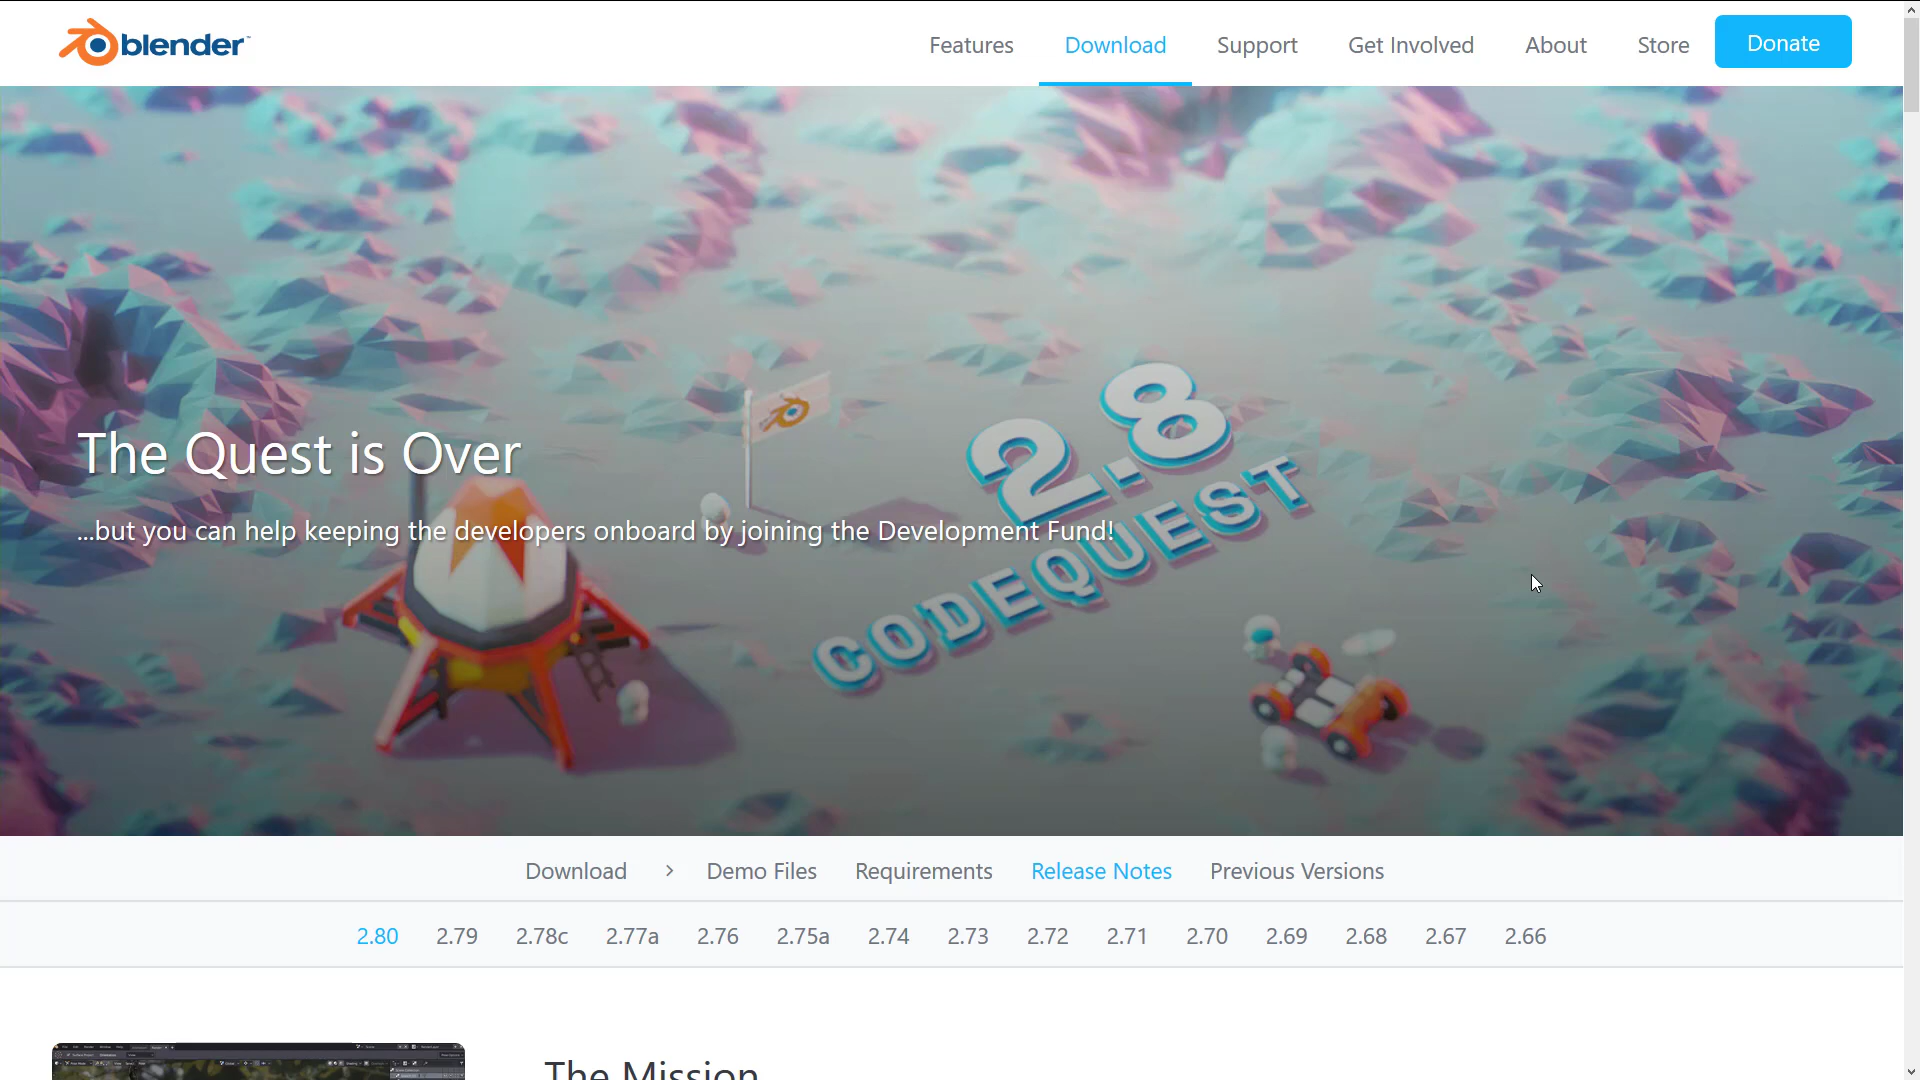 blender™
Features Download Support Get Involved About Store Donate
2.8
CODEQUEST
The Quest is Over
...but you can help keeping the developers onboard by joining the Development Fund!
Download > Demo Files Requirements Release Notes Previous Versions
2.80 2.79 2.78c 2.77a 2.76 2.75a 2.74 2.73 2.72 2.71 2.70 2.69 2.68 2.67 2.66
The Mission